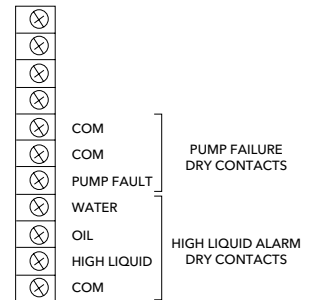 COM
COM
PUMP FAULT
PUMP FAILURE
DRY CONTACTS
WATER
OIL
HIGH LIQUID
COM
HIGH LIQUID ALARM
DRY CONTACTS